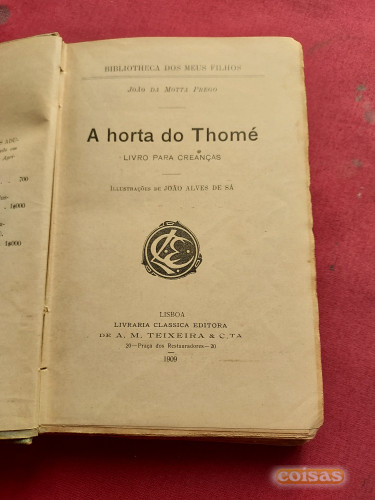 BIBLIOTHECA DOS MEUS FILHOS
JOÃO DA MOTTA PREGO
A horta do Thomé
LIVRO PARA CREANÇAS
ILLUSTRAÇÕES DE JOÃO ALVES DE SÁ
LCE
LISBOA
LIVRARIA CLASSICA EDITORA
DE A. M. TEIXEIRA & C.TA
20—Praça dos Restauradores—20
1909
700
1$000
1$000
coisas